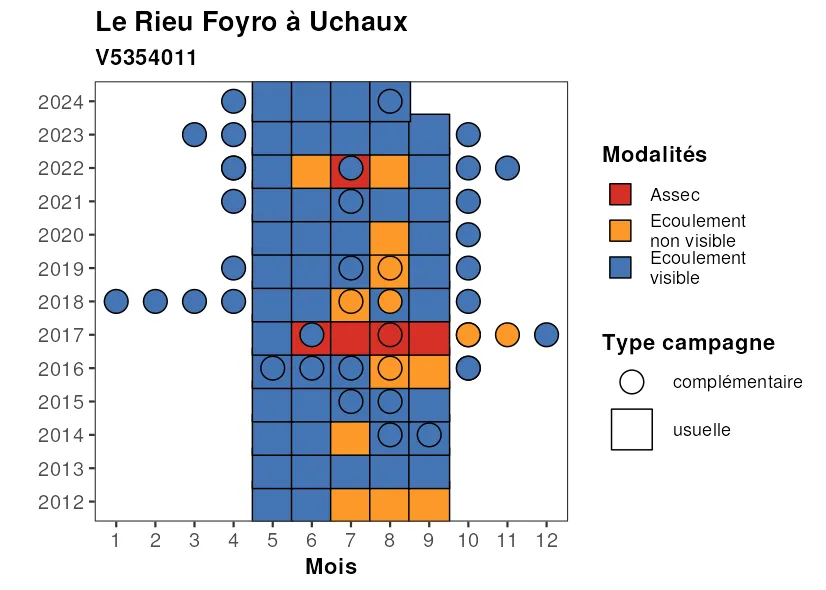 Le Rieu Foyro à Uchaux
V5354011
2024
2023
2022
2021
2020
2019
2018
2017
2016
2015
2014
2013
2012
1 2 3 4 5 6 7 8 9 10 11 12
Mois
Modalités
Assec
Ecoulement
non visible
Ecoulement
visible
Type campagne
complémentaire
usuelle